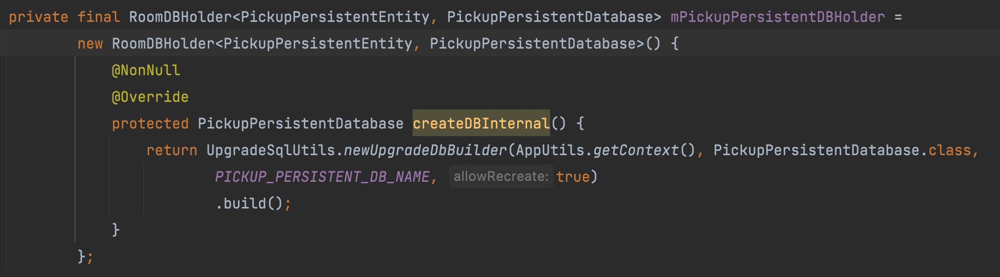 private final RoomDBHolder<PickupPersistentEntity, PickupPersistentDatabase> mPickupPersistentDBHolder =
new RoomDBHolder<PickupPersistentEntity, PickupPersistentDatabase>() {
@NonNull
@Override
protected PickupPersistentDatabase createDBInternal() {
return UpgradeSqlUtils.newUpgradeDbBuilder(AppUtils.getContext(), PickupPersistentDatabase.class,
PICKUP_PERSISTENT_DB_NAME, allowRecreate: true)
.build();
}
};